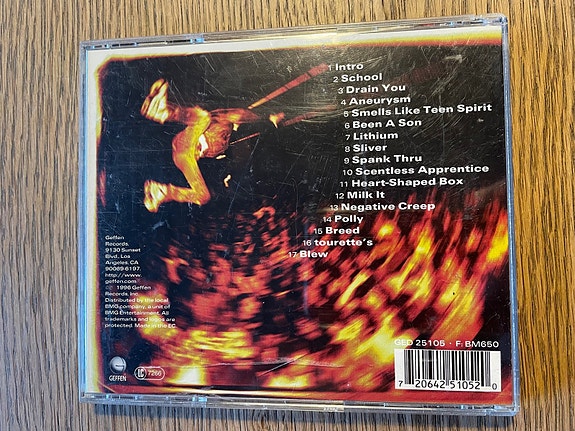 1 Intro
2 School
3 Drain You
4 Aneurysm
5 Smells Like Teen Spirit
6 Been A Son
7 Lithium
8 Sliver
9 Spank Thru
10 Scentless Apprentice
11 Heart-Shaped Box
12 Milk It
13 Negative Creep
14 Polly
15 Breed
16 tourette's
17 Blew
Geffen
Records,
9130 Sunset
Blvd, Los
Angeles, CA
90069 6197.
http://www.
geffen.com
℗© 1996 Geffen
Records, Inc.
Distributed by the local
BMG company, a unit of
BMG Entertainment. All
trademarks and logos are
protected. Made in the EC.
GEFFEN
LC 7266
GED 25105 · F: BM650
7 20642 51052 0